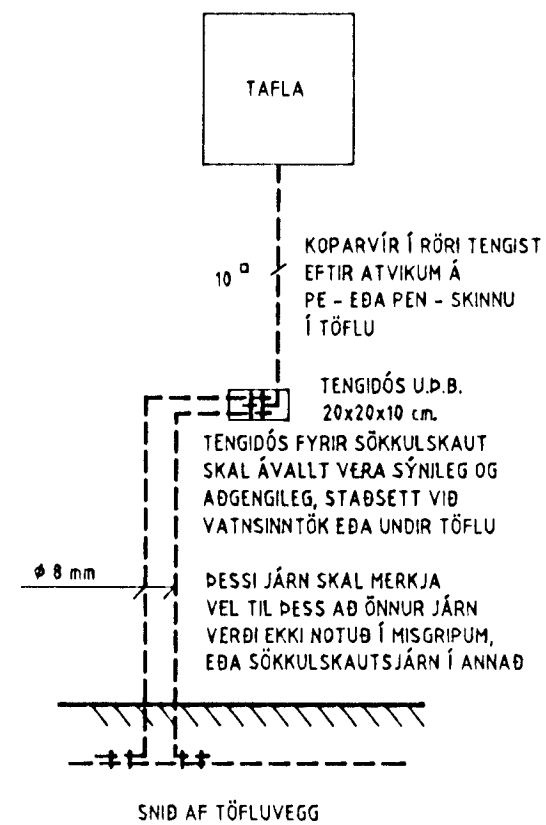 TAFLA
KOPARVÍR Í RÖRI TENGIST
EFTIR ATVIKUM Á
PE - EÐA PEN - SKINNU
Í TÖFLU
10 □
TENGIDÓS U.Þ.B.
20x20x10 cm.
TENGIDÓS FYRIR SÖKKULSKAUT
SKAL ÁVALLT VERA SÝNILEG OG
AÐGENGILEG, STAÐSETT VIÐ
VATNSINNTÖK EÐA UNDIR TÖFLU
ø 8 mm
ÞESSI JÁRN SKAL MERKJA
VEL TIL ÞESS AÐ ÖNNUR JÁRN
VERÐI EKKI NOTUÐ Í MISGRIPUM,
EÐA SÖKKULSKAUTSJÁRN Í ANNAÐ
SNIÐ AF TÖFLUVEGG